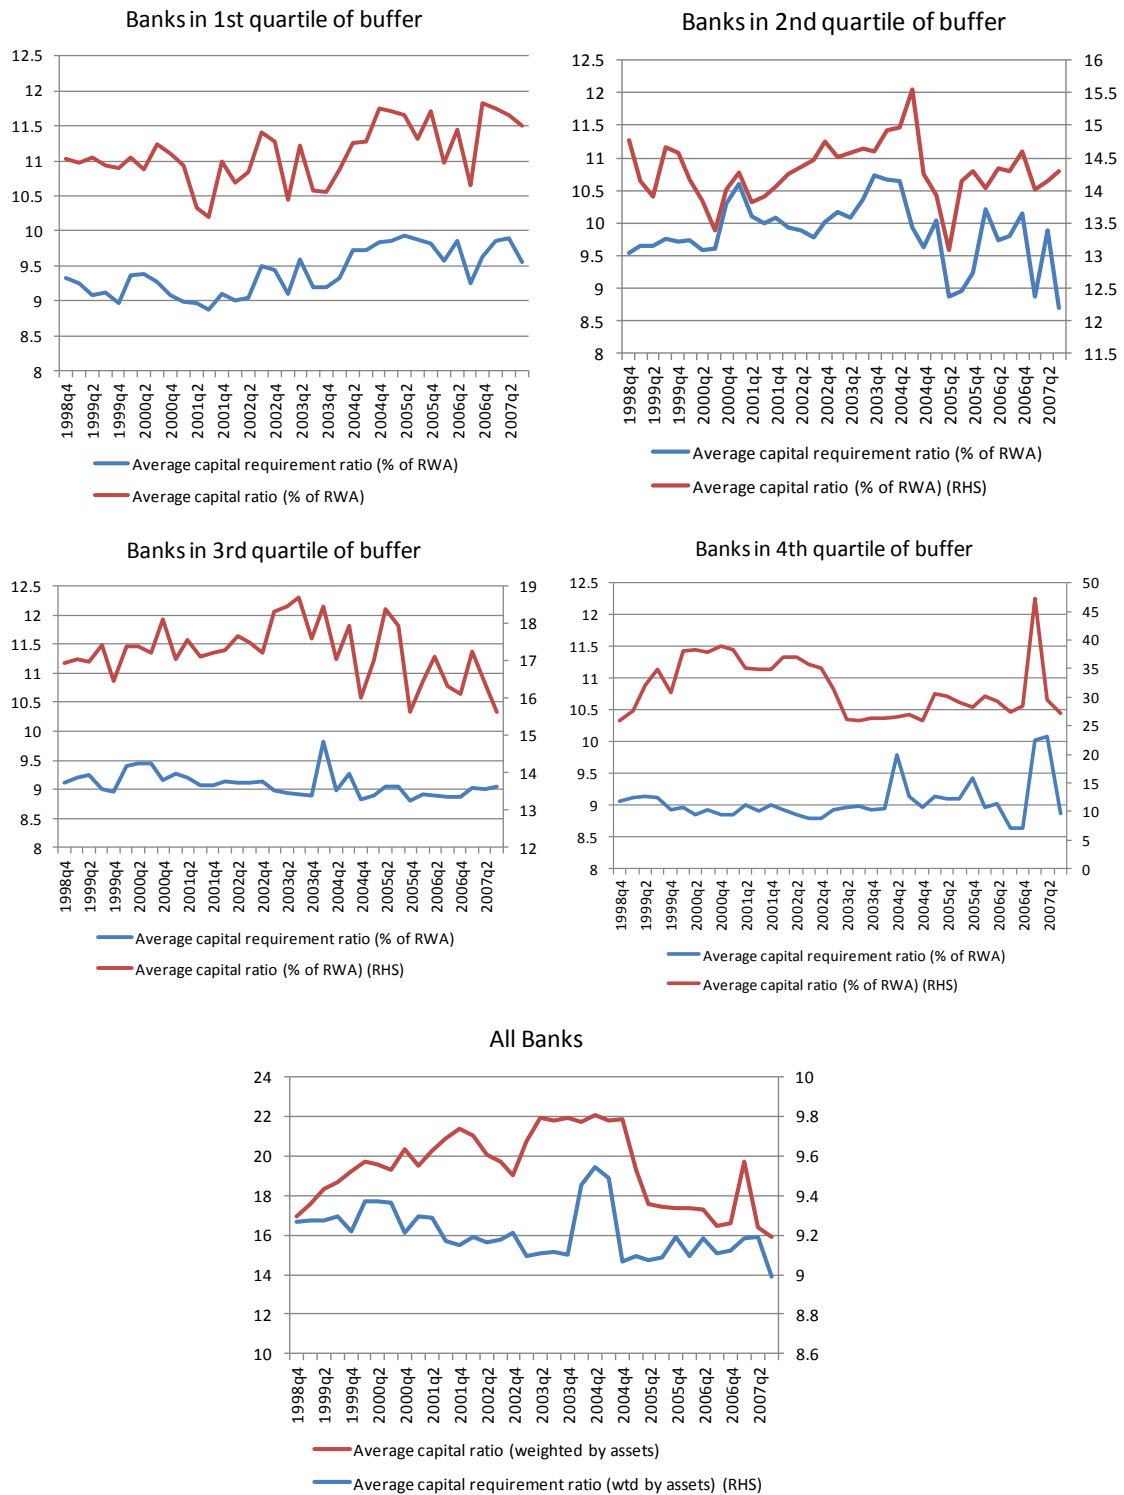 Banks in 1st quartile of buffer
12.5
12
11.5
11
10.5
10
9.5
9
8.5
8
1998q4
1999q2
1999q4
2000q2
2000q4
2001q2
2001q4
2002q2
2002q4
2003q2
2003q4
2004q2
2004q4
2005q2
2005q4
2006q2
2006q4
2007q2
Average capital requirement ratio (% of RWA)
Average capital ratio (% of RWA)
Banks in 2nd quartile of buffer
12.5
12
11.5
11
10.5
10
9.5
9
8.5
8
16
15.5
15
14.5
14
13.5
13
12.5
12
11.5
1998q4
1999q2
1999q4
2000q2
2000q4
2001q2
2001q4
2002q2
2002q4
2003q2
2003q4
2004q2
2004q4
2005q2
2005q4
2006q2
2006q4
2007q2
Average capital requirement ratio (% of RWA)
Average capital ratio (% of RWA) (RHS)
Banks in 3rd quartile of buffer
12.5
12
11.5
11
10.5
10
9.5
9
8.5
8
19
18
17
16
15
14
13
12
1998q4
1999q2
1999q4
2000q2
2000q4
2001q2
2001q4
2002q2
2002q4
2003q2
2003q4
2004q2
2004q4
2005q2
2005q4
2006q2
2006q4
2007q2
Average capital requirement ratio (% of RWA)
Average capital ratio (% of RWA) (RHS)
Banks in 4th quartile of buffer
12.5
12
11.5
11
10.5
10
9.5
9
8.5
8
50
45
40
35
30
25
20
15
10
5
0
1998q4
1999q2
1999q4
2000q2
2000q4
2001q2
2001q4
2002q2
2002q4
2003q2
2003q4
2004q2
2004q4
2005q2
2005q4
2006q2
2006q4
2007q2
Average capital requirement ratio (% of RWA)
Average capital ratio (% of RWA) (RHS)
All Banks
24
22
20
18
16
14
12
10
10
9.8
9.6
9.4
9.2
9
8.8
8.6
1998q4
1999q2
1999q4
2000q2
2000q4
2001q2
2001q4
2002q2
2002q4
2003q2
2003q4
2004q2
2004q4
2005q2
2005q4
2006q2
2006q4
2007q2
Average capital ratio (weighted by assets)
Average capital requirement ratio (wtd by assets) (RHS)